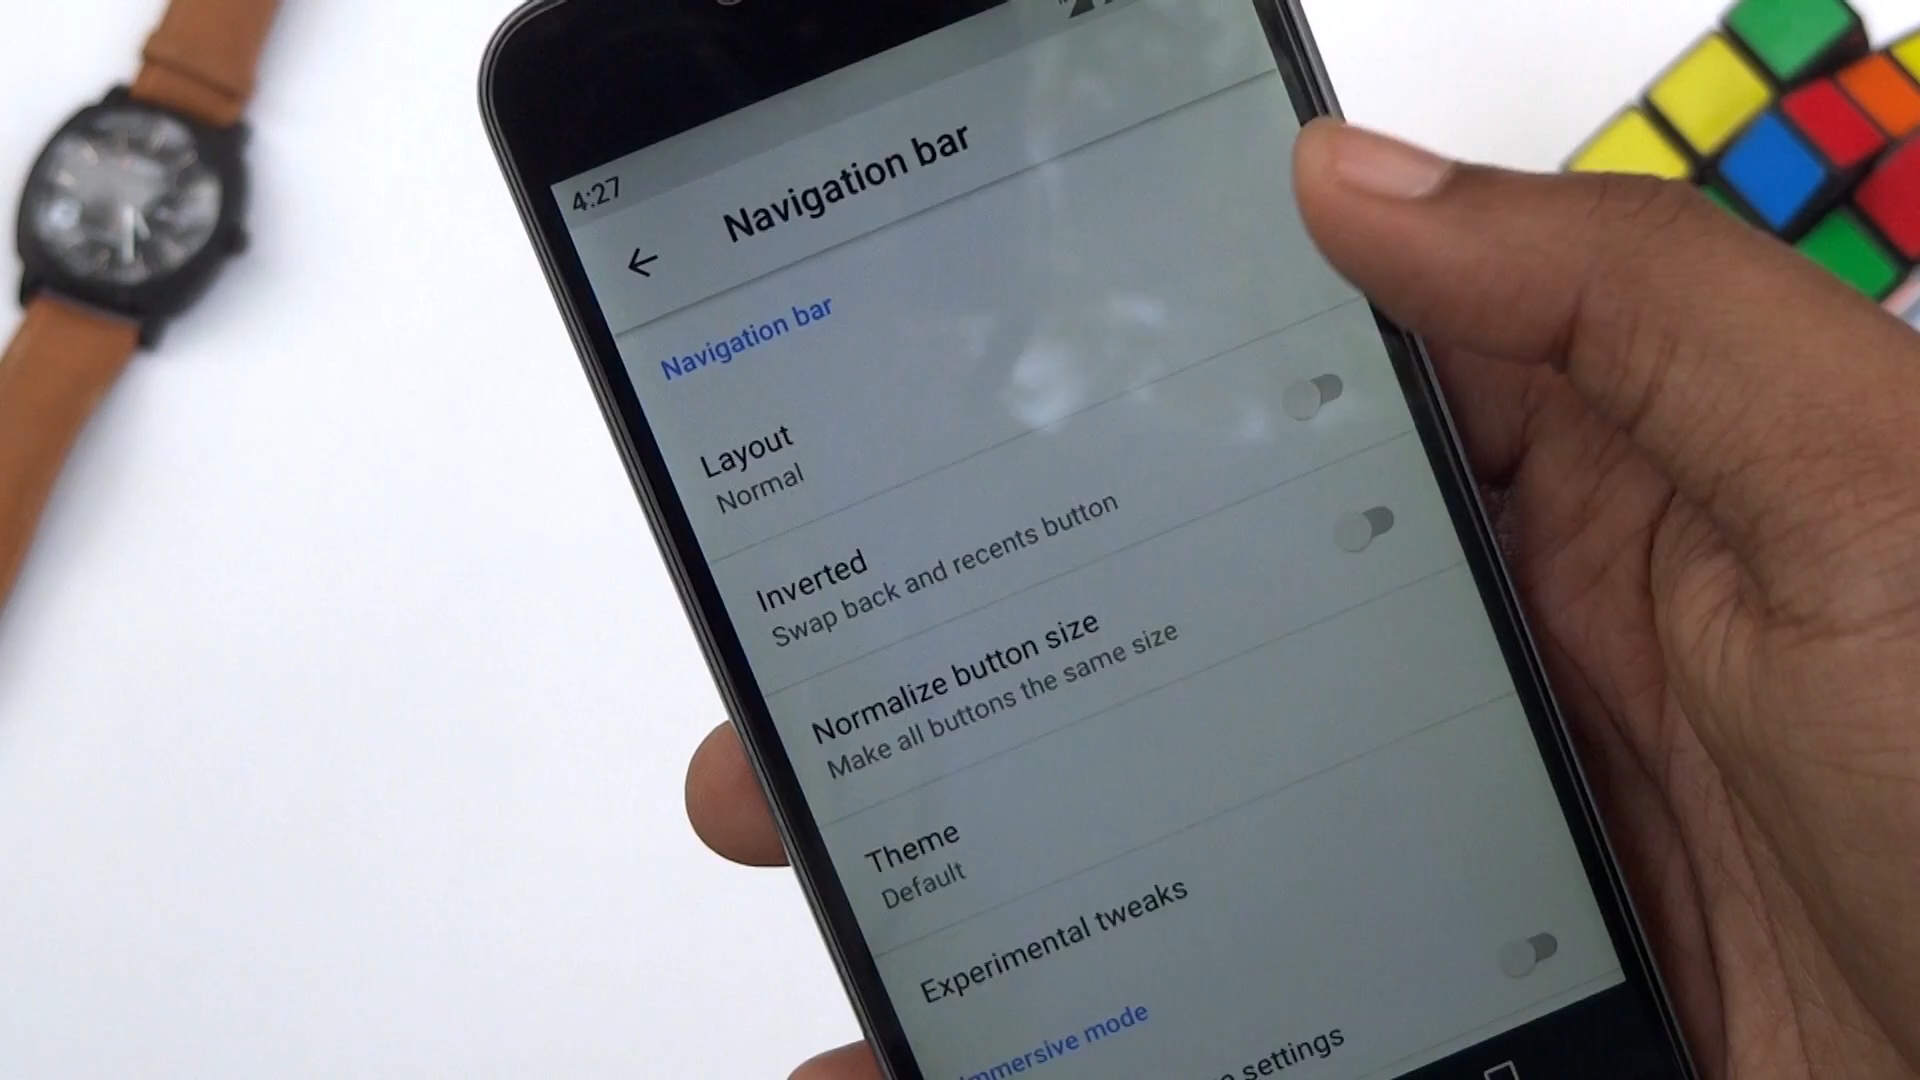 4:27
Navigation bar
Navigation bar
Layout
Normal
Inverted
Swap back and recents button
Normalize button size
Make all buttons the same size
Theme
Default
Experimental tweaks
mmersive mode
settings